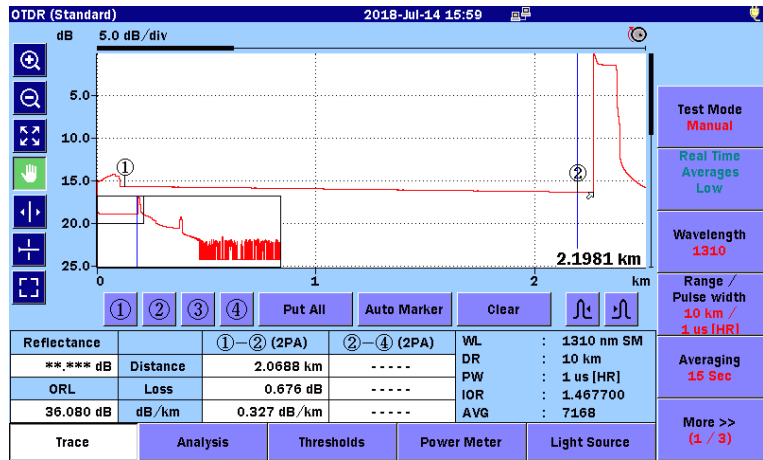 OTDR (Standard) 2018-Jul-14 15:59
dB 5.0 dB/div
5.0
10.0
15.0
20.0
25.0
① ②
2.1981 km
0 1 2 km
① ② ③ ④ Put All Auto Marker Clear
Reflectance ①-② (2PA) ②-④ (2PA)
**.*** dB Distance 2.0688 km -----
ORL Loss 0.676 dB -----
36.080 dB dB/km 0.327 dB/km -----
WL : 1310 nm SM
DR : 10 km
PW : 1 us [HR]
IOR : 1.467700
AVG : 7168
Trace Analysis Thresholds Power Meter Light Source
Test Mode
Manual
Real Time
Averages
Low
Wavelength
1310
Range /
Pulse width
10 km /
1 us [HR]
Averaging
15 Sec
More >>
(1 / 3)